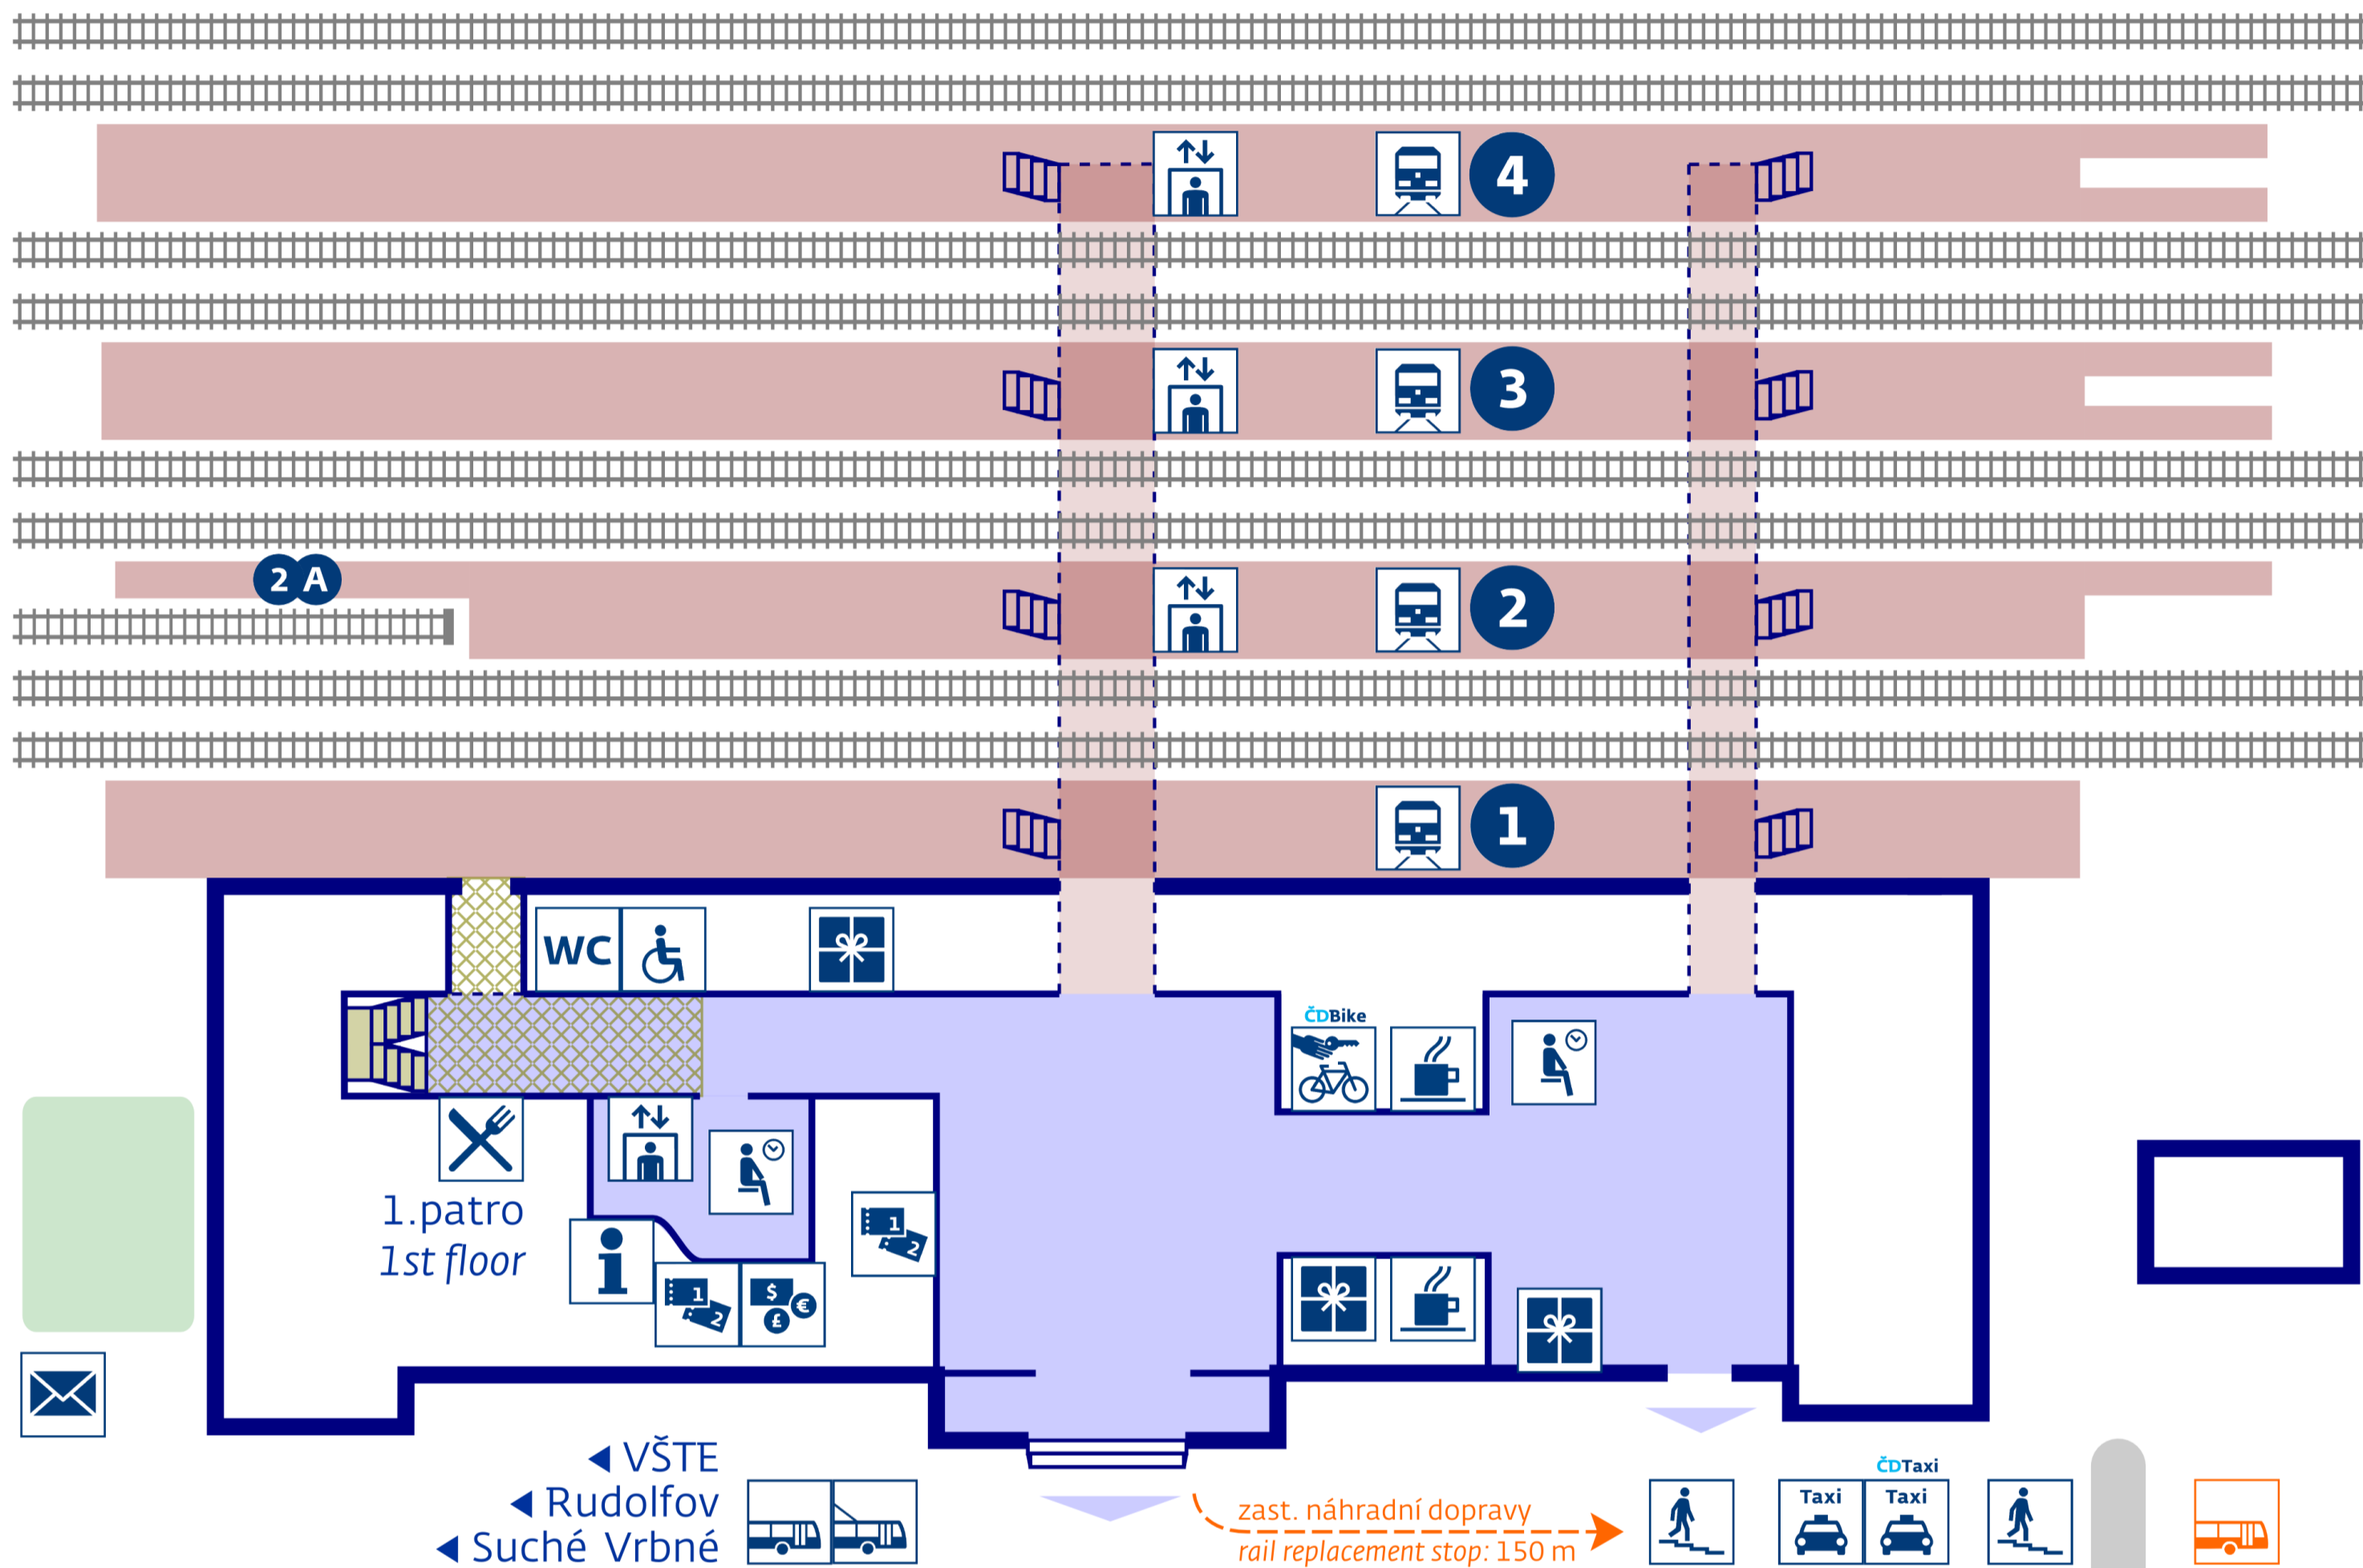 4
3
2 A
2
1
WC
ČDBike
1.patro
1st floor
1
2
1
2
$
£
€
VŠTE
Rudolfov
Suché Vrbné
zast. náhradní dopravy
rail replacement stop: 150 m
ČDTaxi
Taxi
Taxi